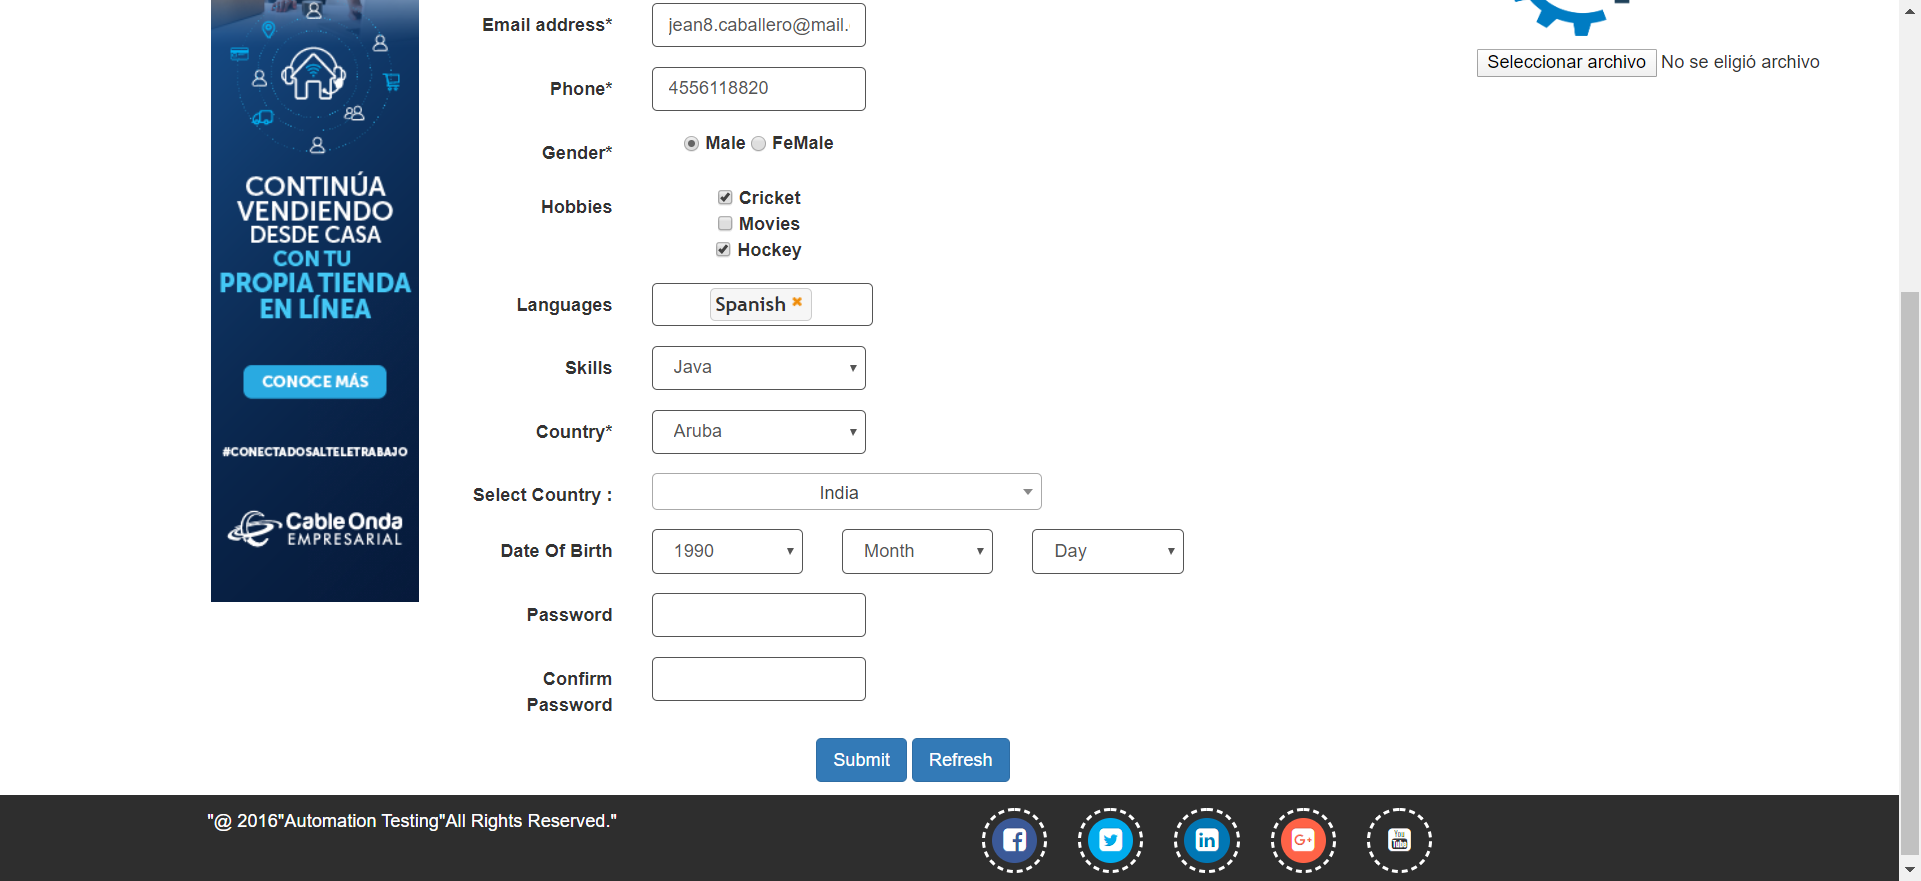 CONTINÚA
VENDIENDO
DESDE CASA
CON TU
PROPIA TIENDA
EN LÍNEA
CONOCE MÁS
#CONECTADOSALTELETRABAJO
Cable Onda
EMPRESARIAL
Email address*
jean8.caballero@mail.
Phone*
4556118820
Gender*
Male FeMale
Hobbies
Cricket
Movies
Hockey
Languages
Spanish
Skills
Java
Country*
Aruba
Select Country :
India
Date Of Birth
1990 Month Day
Password
Confirm
Password
Submit Refresh
Seleccionar archivo No se eligió archivo
"@ 2016"Automation Testing"All Rights Reserved."
f in G+ You
Tube